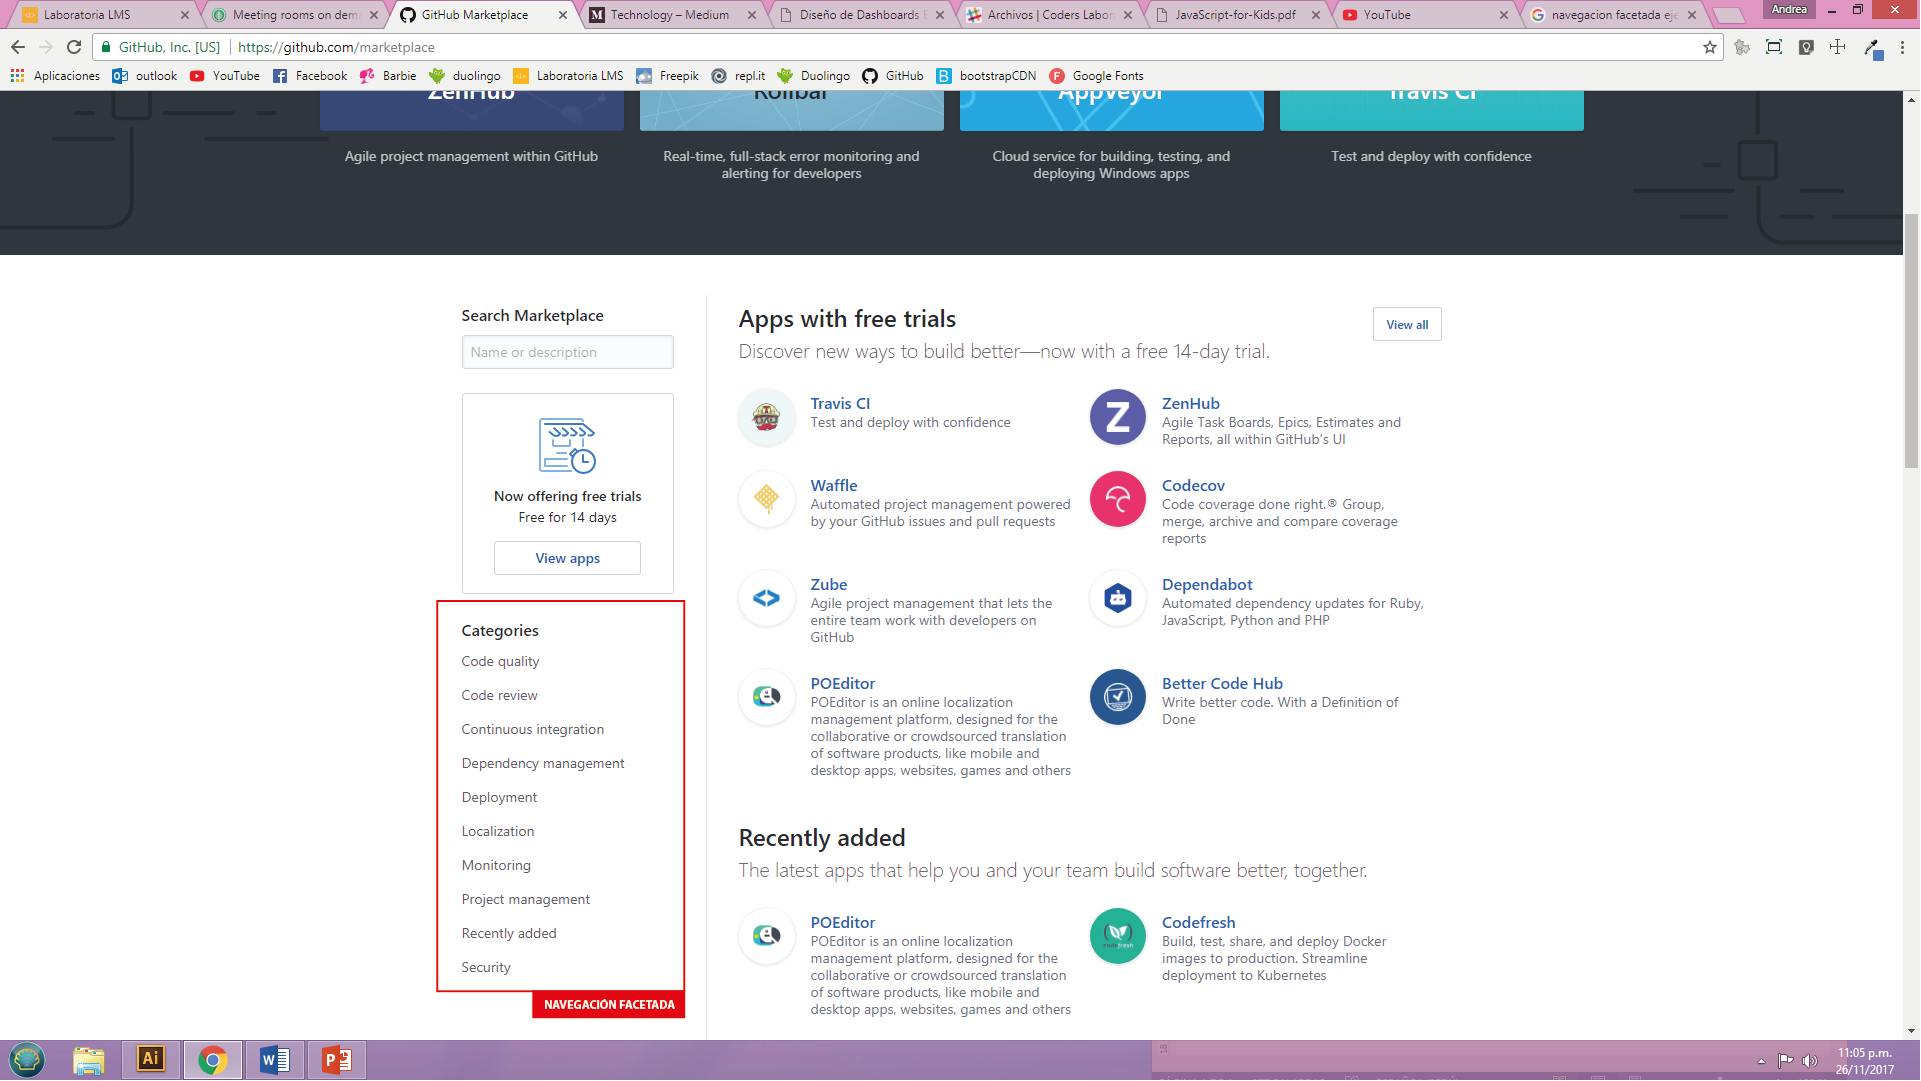 Laboratoria LMS
Meeting rooms on dem
GitHub Marketplace
Technology – Medium
Diseño de Dashboards E
Archivos | Coders Labor
JavaScript-for-Kids.pdf
YouTube
navegacion facetada eje
Andrea
GitHub, Inc. [US]
https://github.com/marketplace
Aplicaciones
outlook
YouTube
Facebook
Barbie
duolingo
Laboratoria LMS
Freepik
repl.it
Duolingo
GitHub
bootstrapCDN
Google Fonts
ZenHub
Rollbar
AppVeyor
Travis CI
Agile project management within GitHub
Real-time, full-stack error monitoring and
alerting for developers
Cloud service for building, testing, and
deploying Windows apps
Test and deploy with confidence
Search Marketplace
Name or description
Now offering free trials
Free for 14 days
View apps
Categories
Code quality
Code review
Continuous integration
Dependency management
Deployment
Localization
Monitoring
Project management
Recently added
Security
NAVEGACIÓN FACETADA
Apps with free trials
View all
Discover new ways to build better—now with a free 14-day trial.
Travis CI
Test and deploy with confidence
ZenHub
Agile Task Boards, Epics, Estimates and
Reports, all within GitHub's UI
Waffle
Automated project management powered
by your GitHub issues and pull requests
Codecov
Code coverage done right.® Group,
merge, archive and compare coverage
reports
Zube
Agile project management that lets the
entire team work with developers on
GitHub
Dependabot
Automated dependency updates for Ruby,
JavaScript, Python and PHP
POEditor
POEditor is an online localization
management platform, designed for the
collaborative or crowdsourced translation
of software products, like mobile and
desktop apps, websites, games and others
Better Code Hub
Write better code. With a Definition of
Done
Recently added
The latest apps that help you and your team build software better, together.
POEditor
POEditor is an online localization
management platform, designed for the
collaborative or crowdsourced translation
of software products, like mobile and
desktop apps, websites, games and others
Codefresh
Build, test, share, and deploy Docker
images to production. Streamline
deployment to Kubernetes
11:05 p.m.
26/11/2017